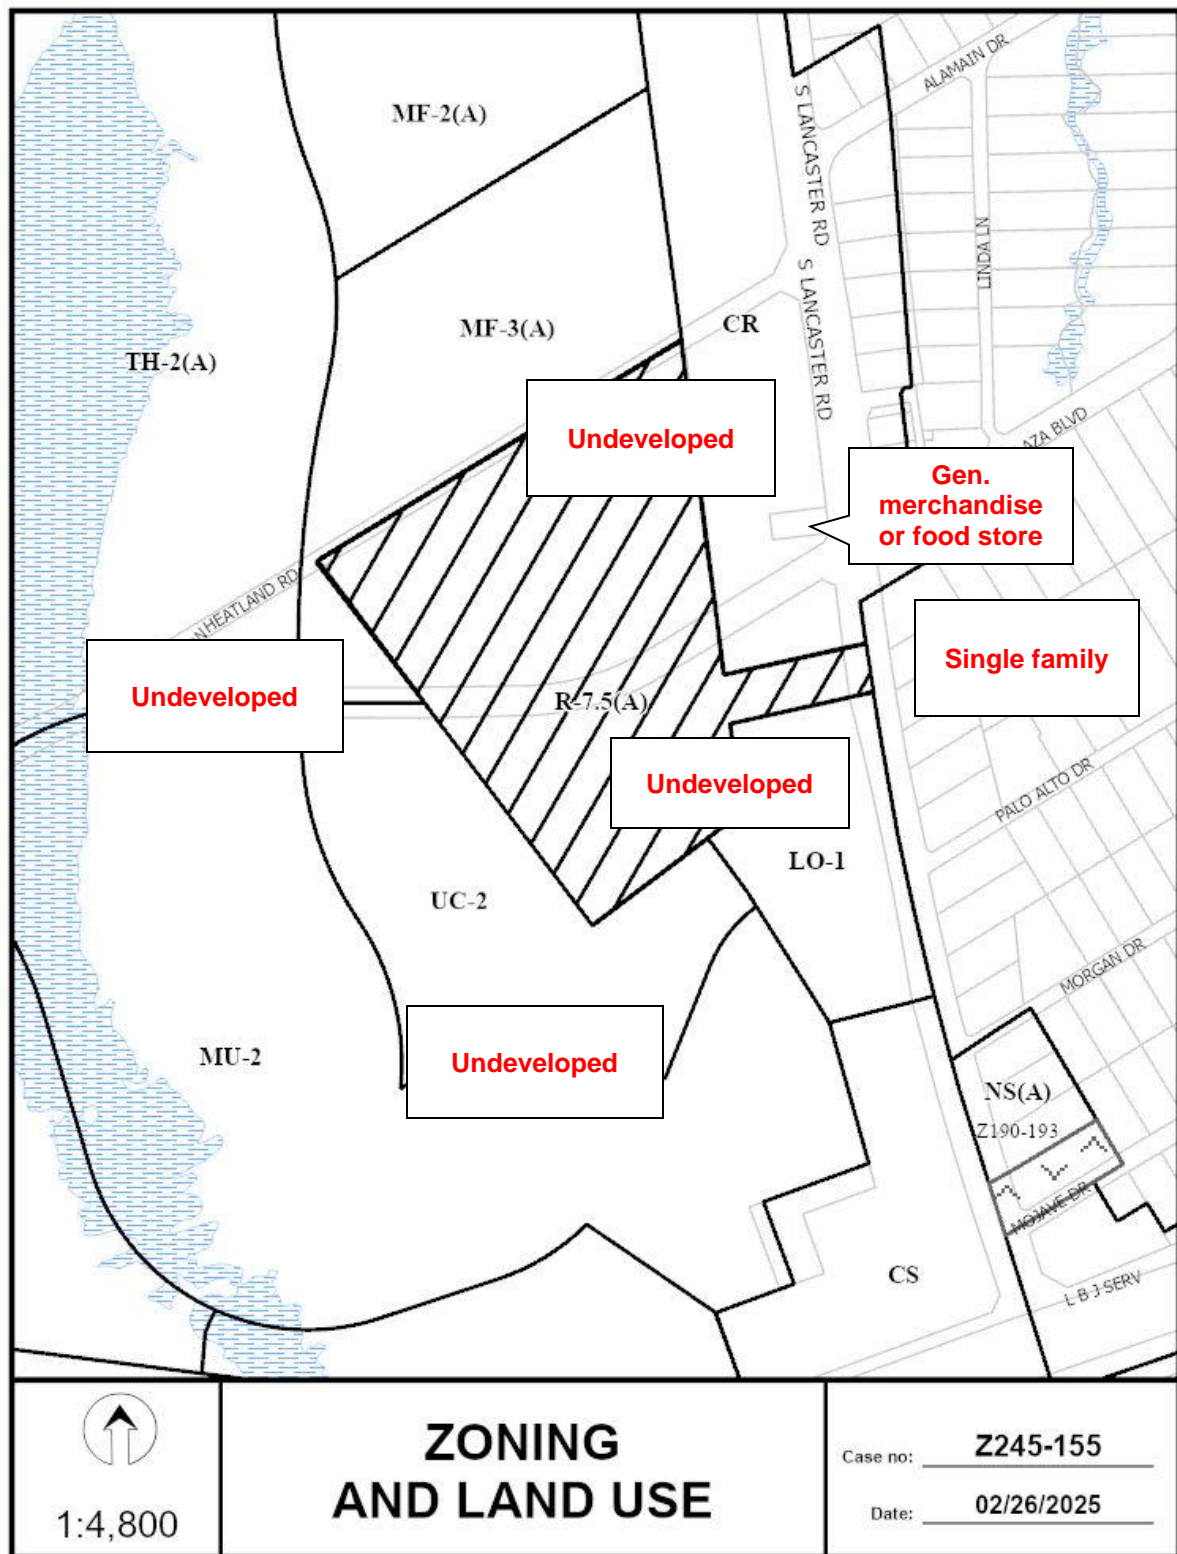 MF-2(A)
ALAMAIN DR
S LANCASTER RD
S LANCASTER RD
LINDA LN
MF-3(A)
CR
TH-2(A)
Undeveloped
AZA BLVD
Gen.
merchandise
or food store
HEATLAND RD
Single family
Undeveloped
R-7.5(A)
Undeveloped
PALO ALTO DR
LO-1
UC-2
MORGAN DR
Undeveloped
MU-2
NS(A)
Z190-193
MOJAVE DR
CS
L B J SERV
1:4,800
ZONING
AND LAND USE
Case no: Z245-155
Date: 02/26/2025